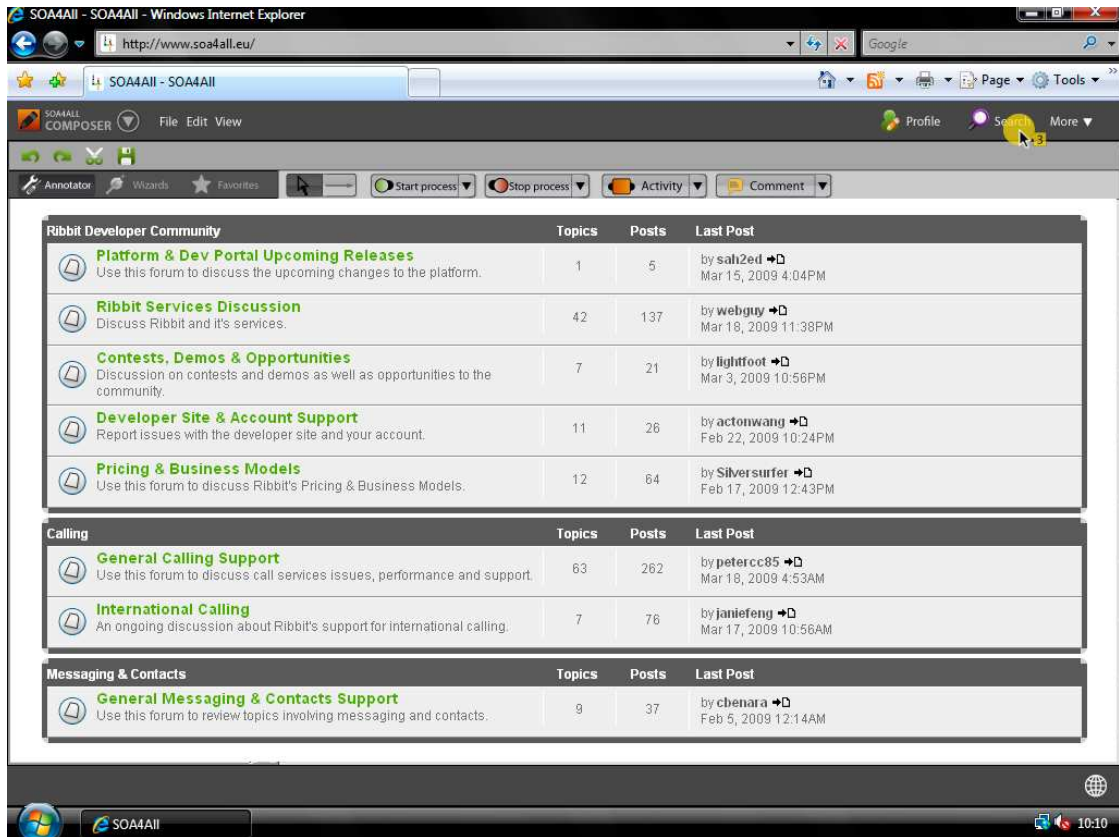 SOA4All - SOA4All - Windows Internet Explorer
http://www.soa4all.eu/
Google
SOA4All - SOA4All
Page Tools
SOA4ALL
COMPOSER
File Edit View
Profile Search More
3
Annotator Wizards Favorites Start process Stop process Activity Comment
Ribbit Developer Community Topics Posts Last Post
Platform & Dev Portal Upcoming Releases
Use this forum to discuss the upcoming changes to the platform.
1 5 by sah2ed
Mar 15, 2009 4:04PM
Ribbit Services Discussion
Discuss Ribbit and it's services.
42 137 by webguy
Mar 18, 2009 11:38PM
Contests, Demos & Opportunities
Discussion on contests and demos as well as opportunities to the
community.
7 21 by lightfoot
Mar 3, 2009 10:56PM
Developer Site & Account Support
Report issues with the developer site and your account.
11 26 by actonwang
Feb 22, 2009 10:24PM
Pricing & Business Models
Use this forum to discuss Ribbit's Pricing & Business Models.
12 64 by Silversurfer
Feb 17, 2009 12:43PM
Calling Topics Posts Last Post
General Calling Support
Use this forum to discuss call services issues, performance and support.
63 262 by petercc85
Mar 18, 2009 4:53AM
International Calling
An ongoing discussion about Ribbit's support for international calling.
7 76 by janiefeng
Mar 17, 2009 10:56AM
Messaging & Contacts Topics Posts Last Post
General Messaging & Contacts Support
Use this forum to review topics involving messaging and contacts.
9 37 by cbenara
Feb 5, 2009 12:14AM
SOA4All
10:10